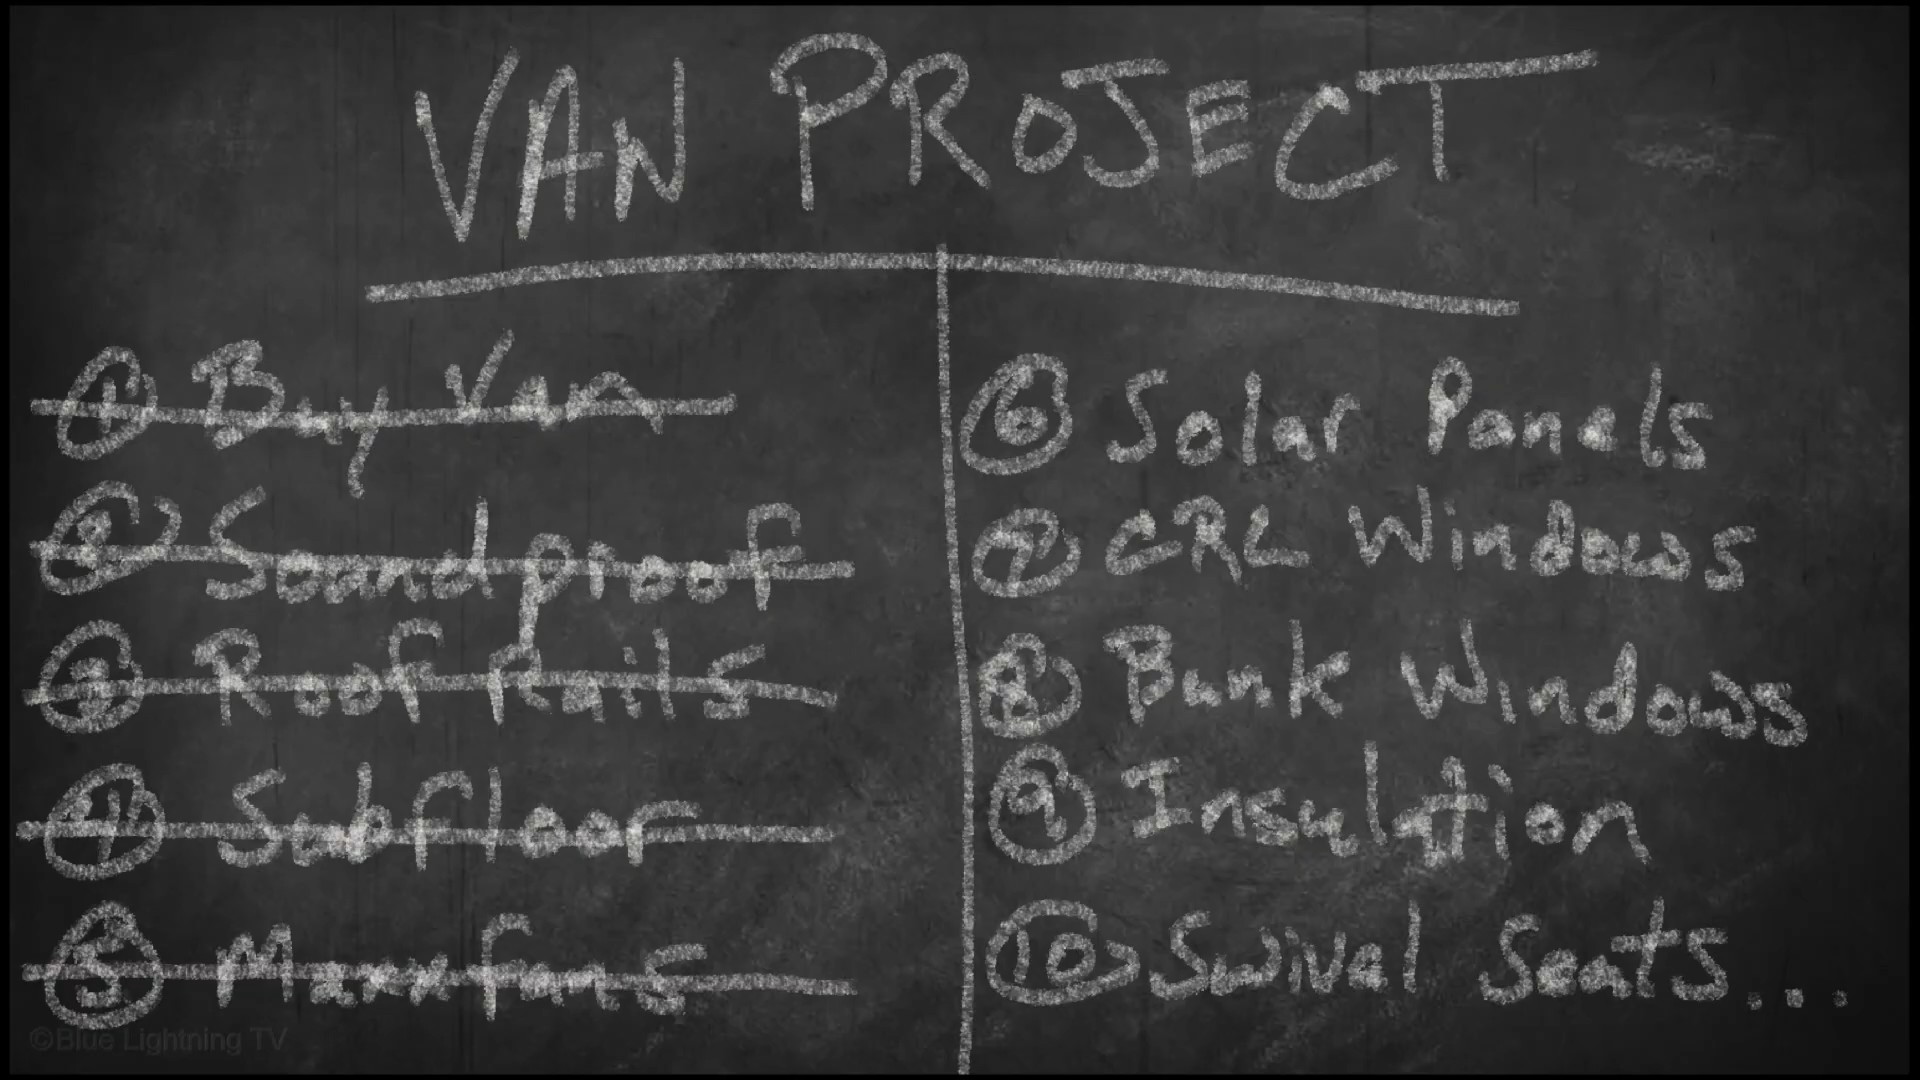 VAN PROJECT
① Buy Van
② Soundproof
③ Roof Rails
④ Subfloor
⑤ Maxxfans
⑥ Solar Panels
⑦ CRL Windows
⑧ Bunk Windows
⑨ Insulation
⑩ Swivel Seats...
©Blue Lightning TV